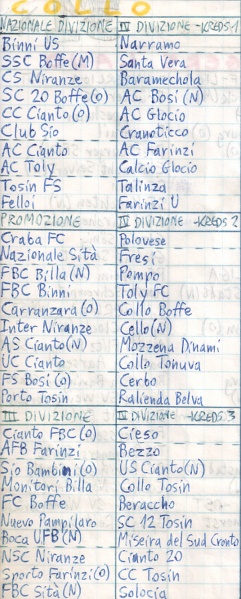 COLLO
NAZIONALE DIVIZIONE
Binni US
SSC Boffe (M)
CS Niranze
SC 20 Boffe (O)
CC Cianto (O)
Club Sio
AC Cianto
AC Toly
Tosin FS
Felloi
PROMOZIONE
Craba FC
Nazionale Sità
FBC Billa (N)
FBC Binni
Carranzara (O)
Inter Niranze
AS Cianto (N)
UC Cianto
FS Bosi (O)
Porto Tosin
III DIVIZIONE
Cianto FBC (O)
AFB Farinzi
Sio Bambini (O)
Monitori Billa
FC Boffe
Nuevo Pampilaro
Boca UFB (N)
NSC Niranze
Sporto Farinzi (O)
FBC Sità (N)
IV DIVIZIONE -KREDS 1
Narramo
Santa Vera
Baramechola
AC Bosi (N)
AC Glocio
Cranoticco
AC Farinzi
Calcio Glocio
Talinza
Farinzi U
IV DIVIZIONE -KREDS 2
Polovese
Fresi
Pompo
Toly FC
Collo Boffe
Cello (N)
Mozzena Dinami
Collo Tonuva
Cerbo
Ralienda Belva
IV DIVIZIONE -KREDS.3
Cieso
Bezzo
US Cianto (N)
Collo Tosin
Beraccho
SC 12 Tosin
Miseira del Sud Cronto
Cianto 20
CC Tosin
Solocia